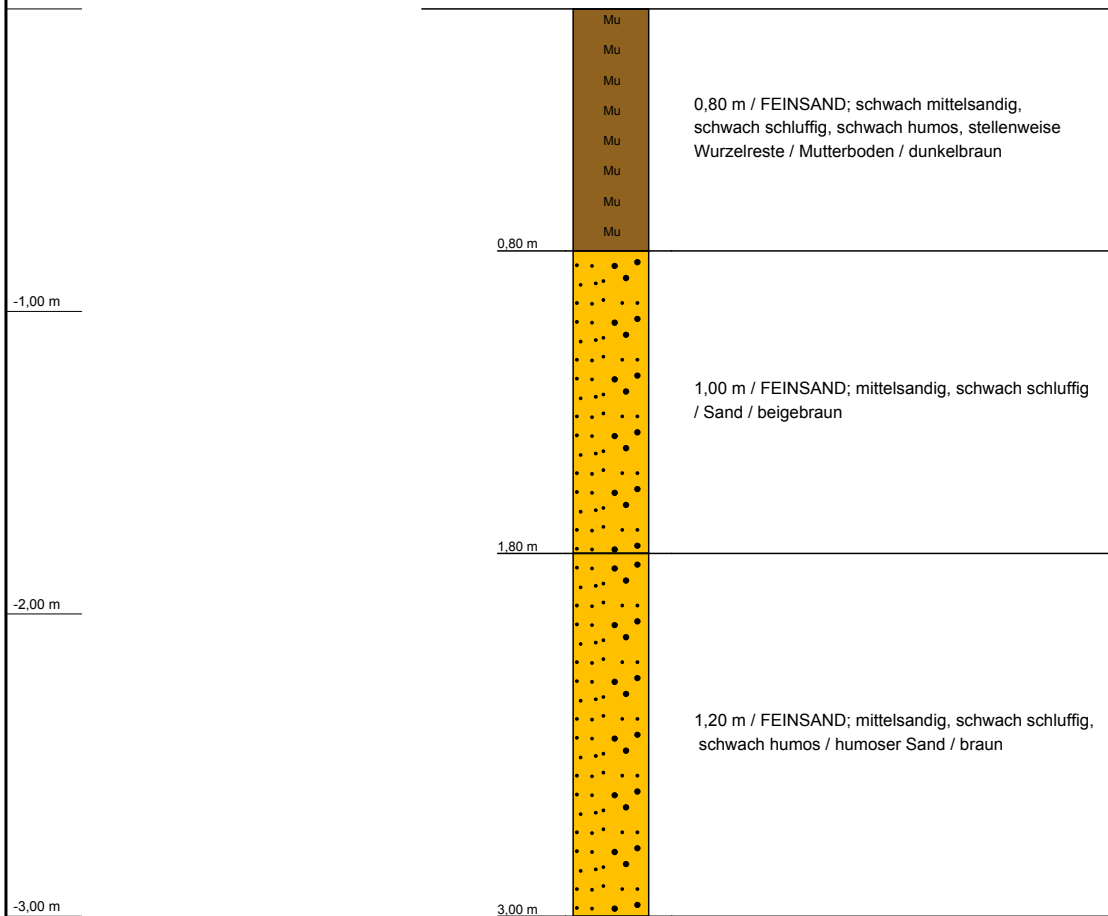 Mu
Mu
Mu
Mu
Mu
Mu
Mu
Mu
0,80 m / FEINSAND; schwach mittelsandig,
schwach schluffig, schwach humos, stellenweise
Wurzelreste / Mutterboden / dunkelbraun
0,80 m
-1,00 m
1,00 m / FEINSAND; mittelsandig, schwach schluffig
/ Sand / beigebraun
1,80 m
-2,00 m
1,20 m / FEINSAND; mittelsandig, schwach schluffig,
schwach humos / humoser Sand / braun
-3,00 m
3,00 m